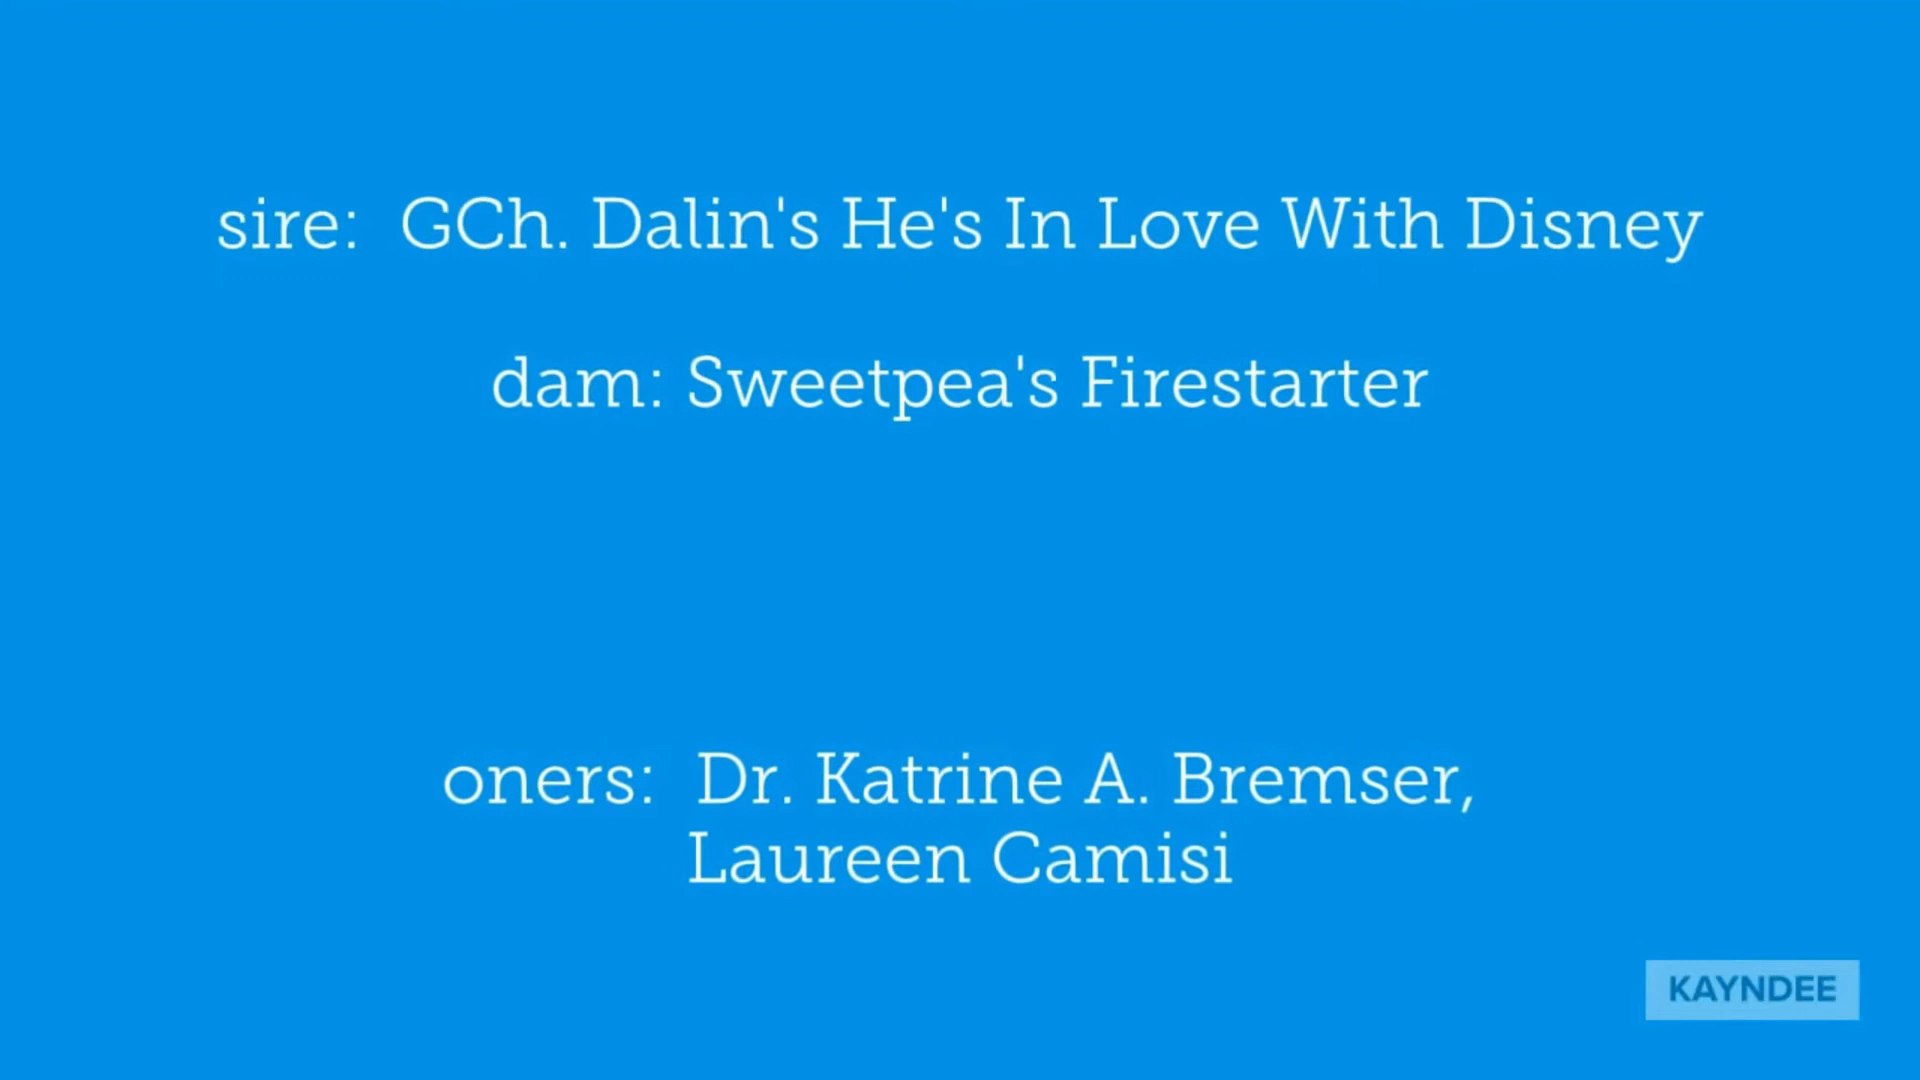 sire:  GCh. Dalin's He's In Love With Disney
dam: Sweetpea's Firestarter
oners:  Dr. Katrine A. Bremser,
Laureen Camisi
KAYNDEE